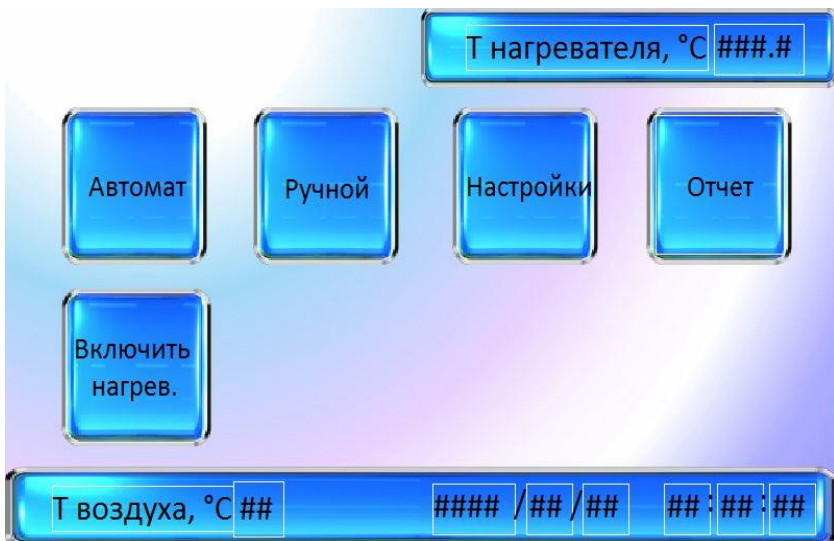 Т нагревателя, °C ###.#
Автомат Ручной Настройки Отчет
Включить
нагрев.
Т воздуха, °C ## ####/##/## ##:##:##